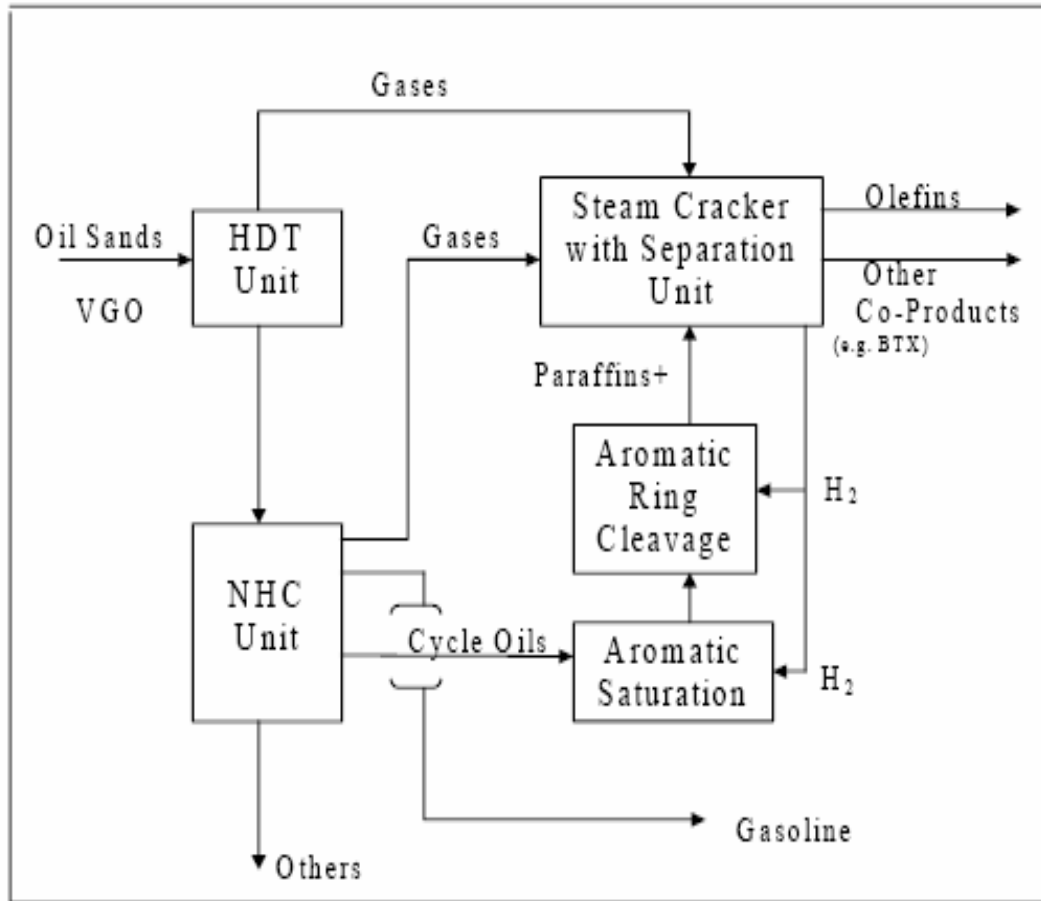 Gases
Oil Sands
VGO
HDT
Unit
Gases
Steam Cracker
with Separation
Unit
Olefins
Other
Co-Products
(e.g. BTX)
Paraffins+
Aromatic
Ring
Cleavage
H2
NHC
Unit
Cycle Oils
Aromatic
Saturation
H2
Gasoline
Others